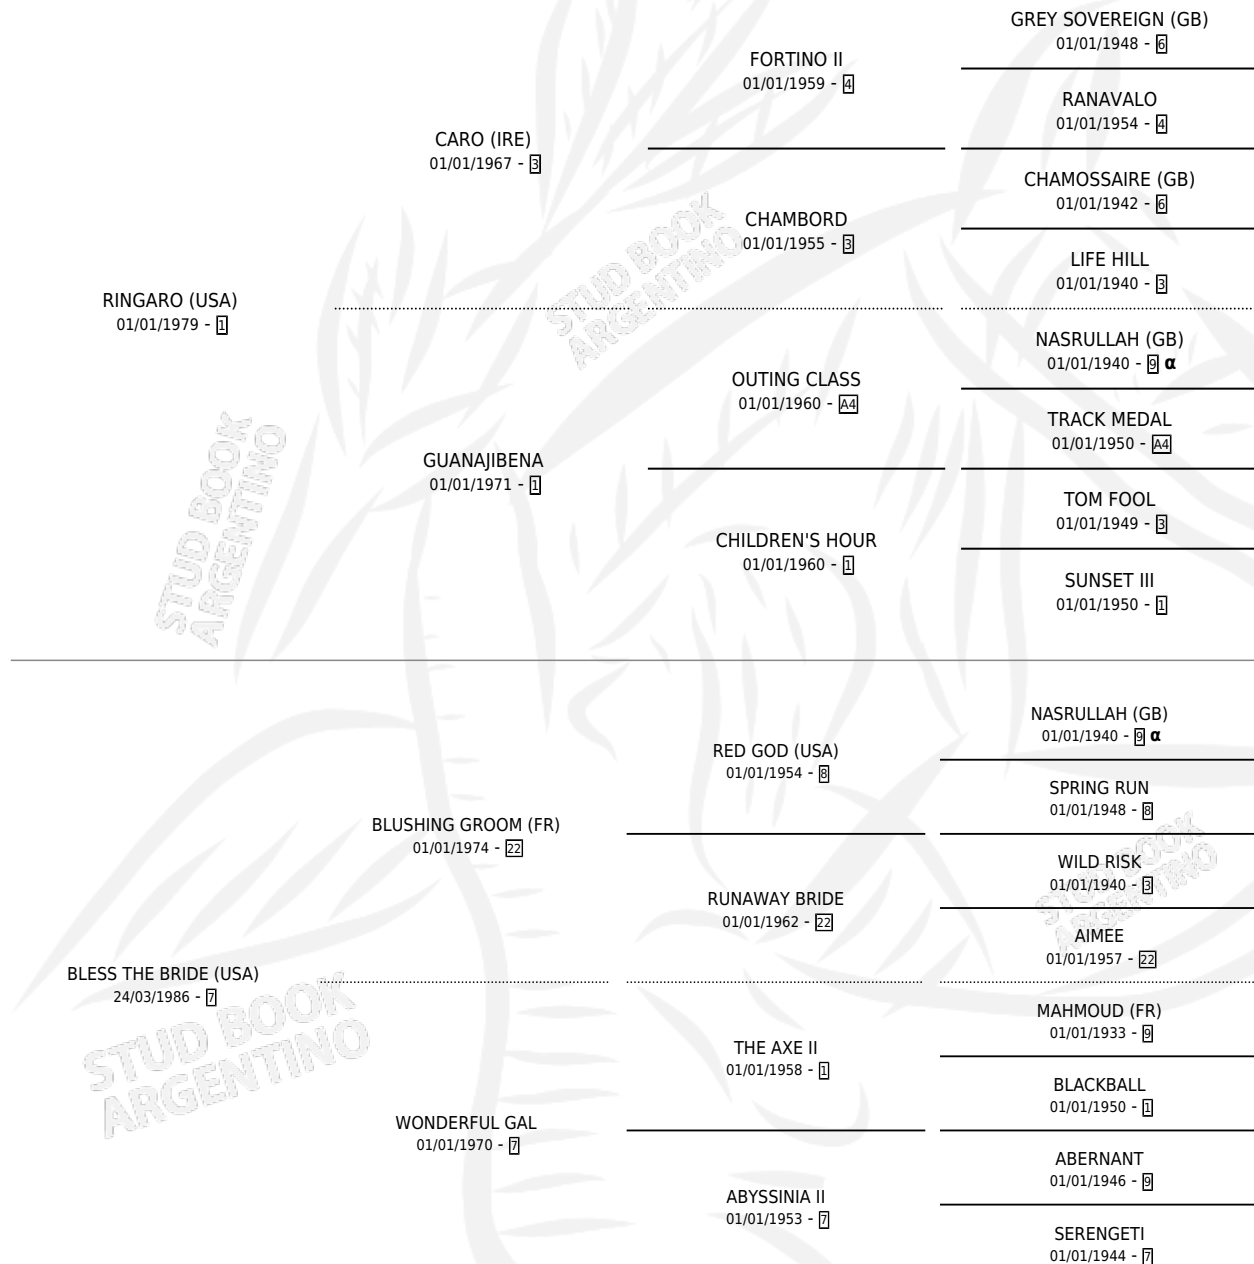 GREY SOVEREIGN (GB)
01/01/1948 - 6
FORTINO II
01/01/1959 - 4
RANAVALO
01/01/1954 - 4
CARO (IRE)
01/01/1967 - 3
CHAMOSSAIRE (GB)
01/01/1942 - 6
CHAMBORD
01/01/1955 - 3
LIFE HILL
01/01/1940 - 3
STUD BOOK
ARGENTINO
RINGARO (USA)
01/01/1979 - 1
NASRULLAH (GB)
01/01/1940 - 9 α
OUTING CLASS
01/01/1960 - A4
TRACK MEDAL
01/01/1950 - A4
GUANAJIBENA
01/01/1971 - 1
TOM FOOL
01/01/1949 - 3
CHILDREN'S HOUR
01/01/1960 - 1
SUNSET III
01/01/1950 - 1
STUD BOOK
ARGENTINO
NASRULLAH (GB)
01/01/1940 - 9 α
RED GOD (USA)
01/01/1954 - 8
SPRING RUN
01/01/1948 - 8
BLUSHING GROOM (FR)
01/01/1974 - 22
WILD RISK
01/01/1940 - 3
RUNAWAY BRIDE
01/01/1962 - 22
AIMEE
01/01/1957 - 22
STUD BOOK
ARGENTINO
BLESS THE BRIDE (USA)
24/03/1986 - 7
MAHMOUD (FR)
01/01/1933 - 9
THE AXE II
01/01/1958 - 1
BLACKBALL
01/01/1950 - 1
STUD BOOK
ARGENTINO
WONDERFUL GAL
01/01/1970 - 7
ABERNANT
01/01/1946 - 9
ABYSSINIA II
01/01/1953 - 7
SERENGETI
01/01/1944 - 7